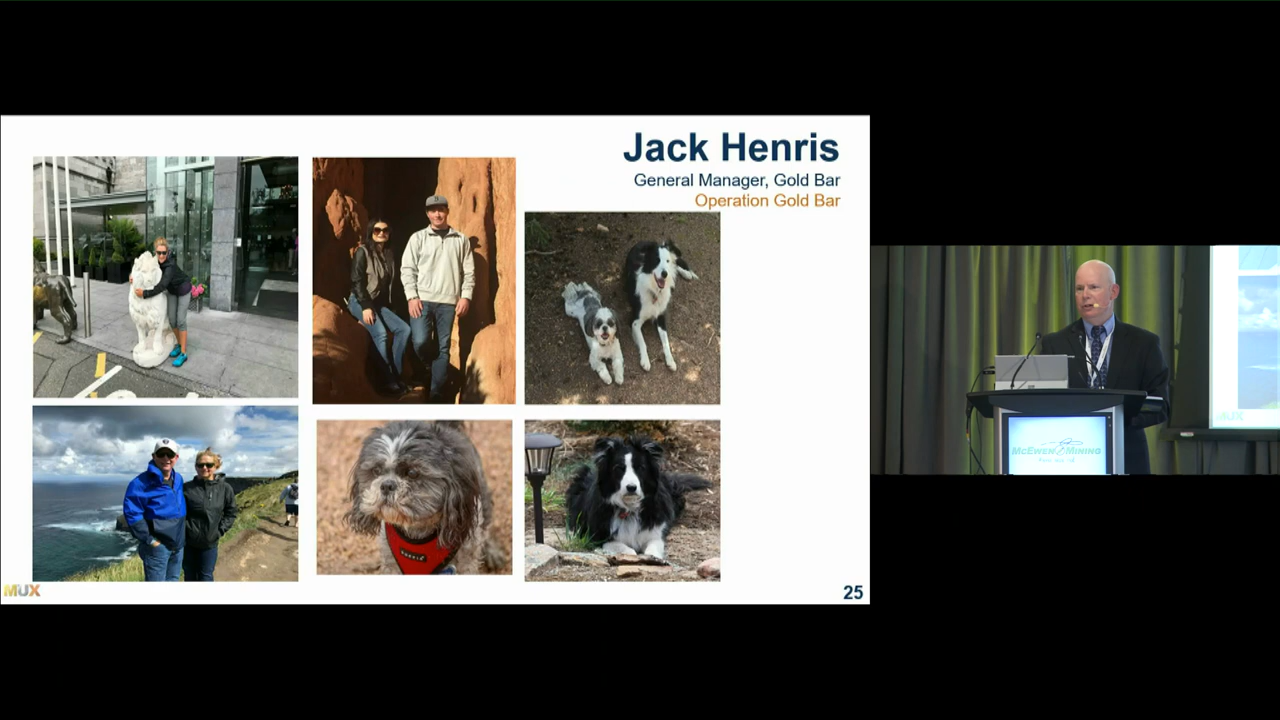 Jack Henris
General Manager, Gold Bar
Operation Gold Bar
MUX
25
McEWEN MINING